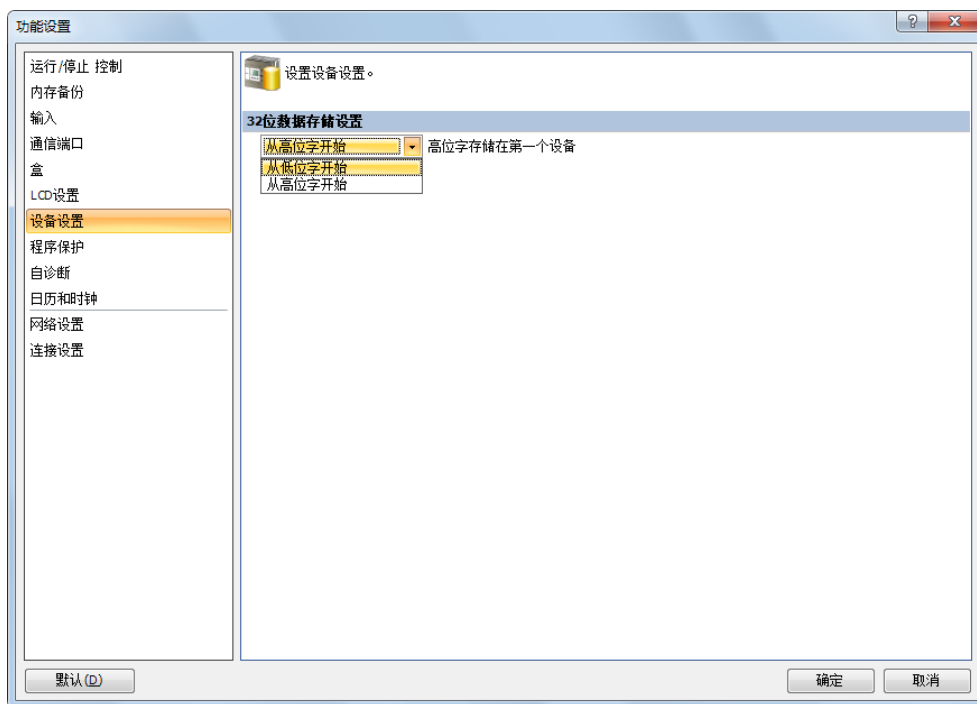 功能设置
?
X
运行/停止 控制
内存备份
输入
通信端口
盒
LCD设置
设备设置
程序保护
自诊断
日历和时钟
网络设置
连接设置
设置设备设置。
32位数据存储设置
从高位字开始 高位字存储在第一个设备
从低位字开始
从高位字开始
默认(D) 确定 取消